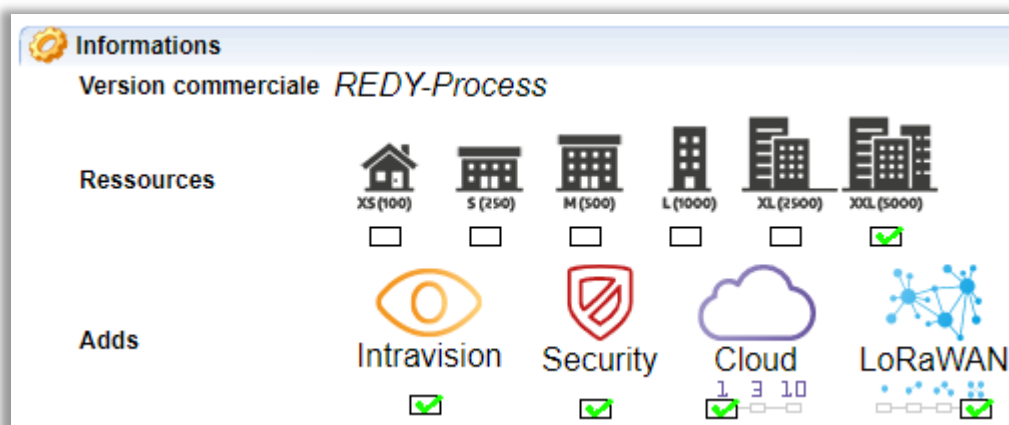 Informations
Version commerciale REDY-Process
Ressources
XS (100) S (250) M (500) L (1000) XL (2500) XXL (5000)
Adds
Intravision Security Cloud LoRaWAN
1 3 10